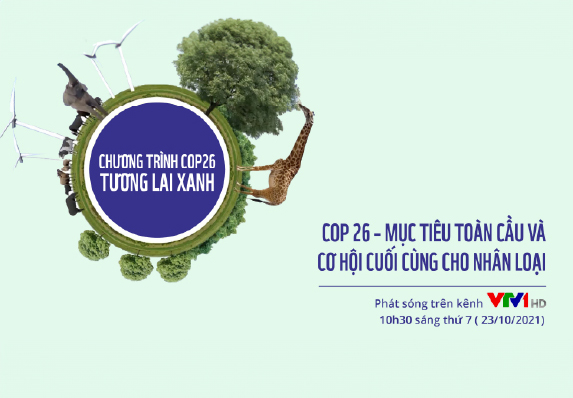 CHƯƠNG TRÌNH COP26
TƯƠNG LAI XANH
COP 26 – MỤC TIÊU TOÀN CẦU VÀ
CƠ HỘI CUỐI CÙNG CHO NHÂN LOẠI
Phát sóng trên kênh VTV1 HD
10h30 sáng thứ 7 ( 23/10/2021)